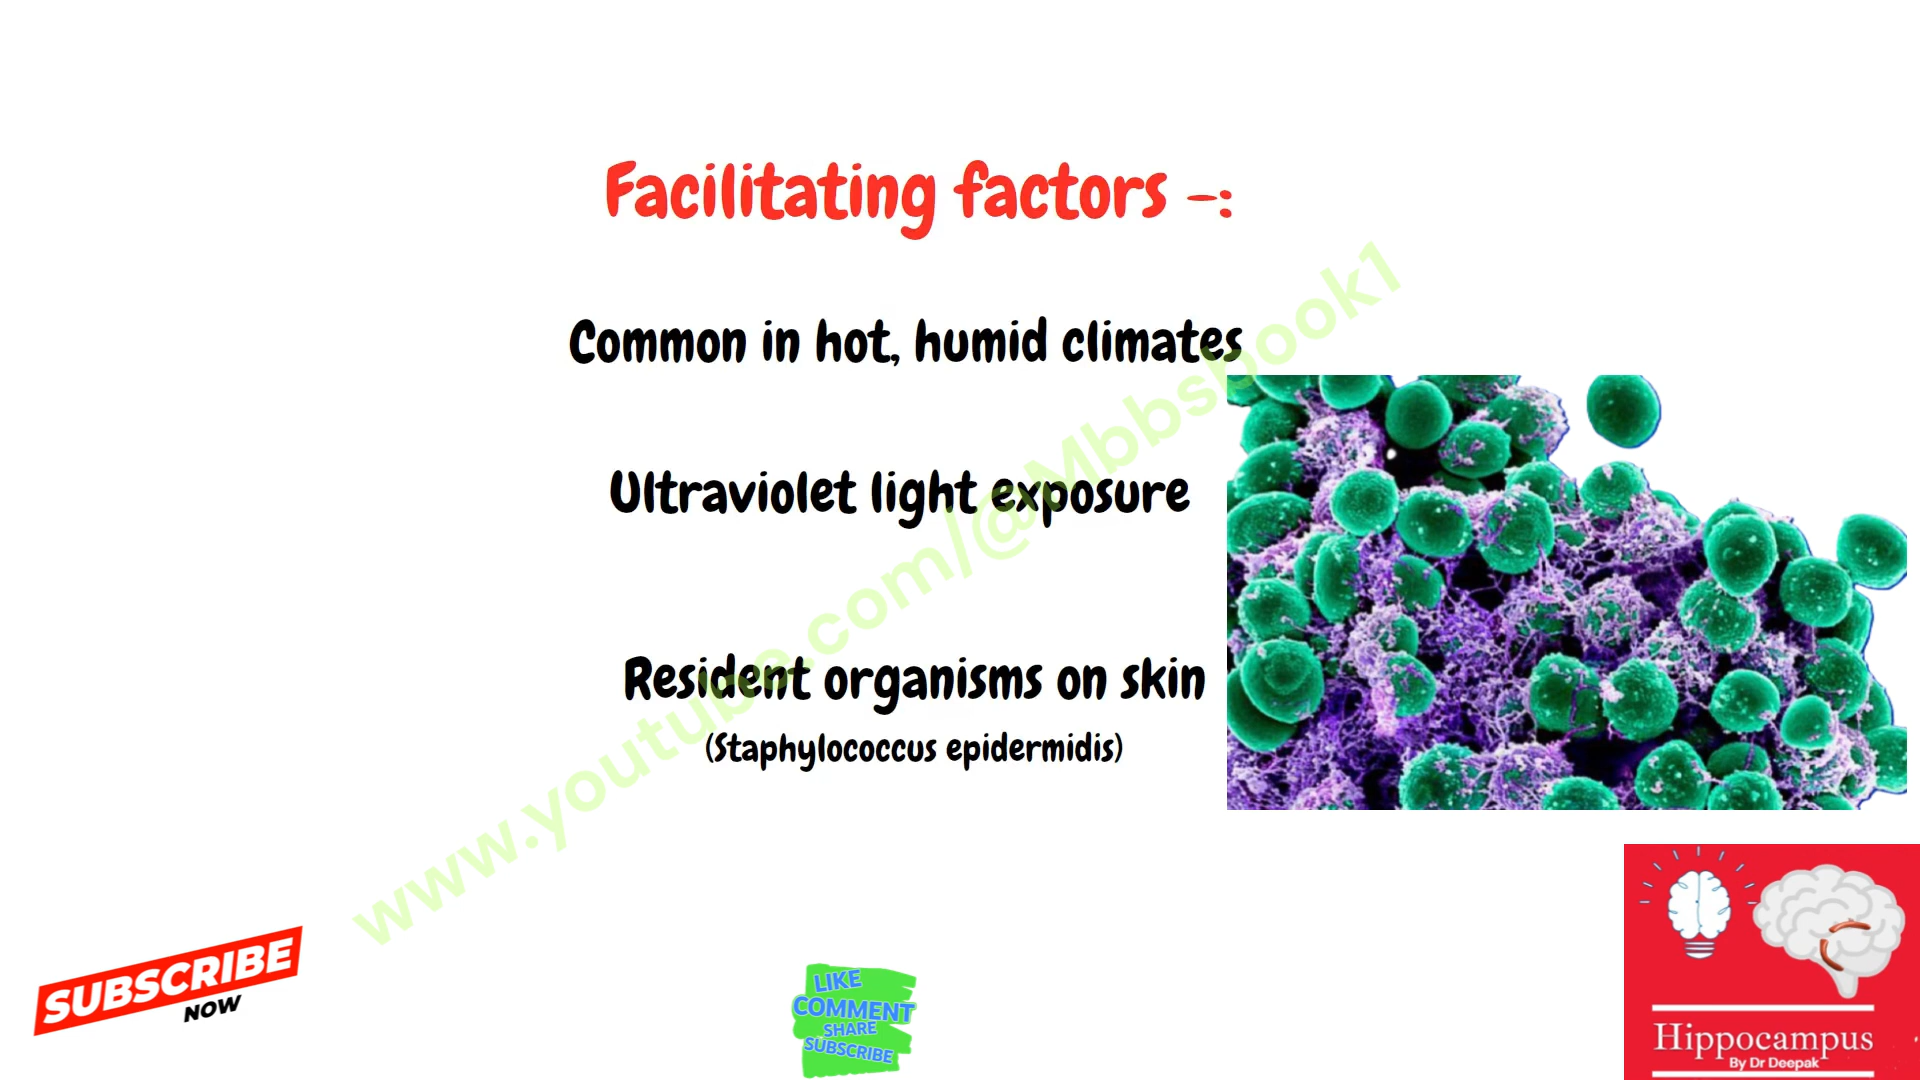 Facilitating factors -:
Common in hot, humid climates
Ultraviolet light exposure
Resident organisms on skin
(Staphylococcus epidermidis)
www.youtube.com/@Mbbsbook1
SUBSCRIBE
NOW
LIKE
COMMENT
SHARE
SUBSCRIBE
Hippocampus
By Dr Deepak